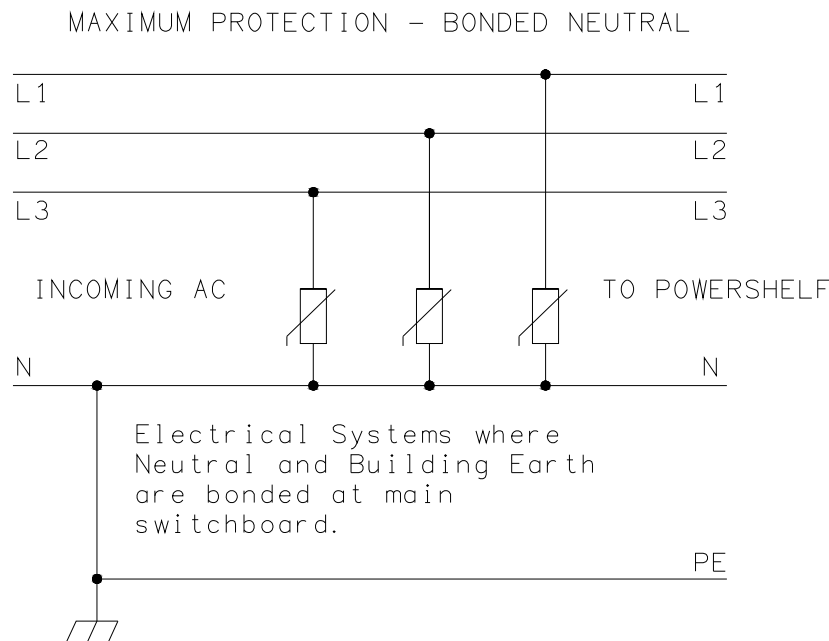 MAXIMUM PROTECTION - BONDED NEUTRAL
L1 L1
L2 L2
L3 L3
INCOMING AC TO POWERSHELF
N N
Electrical Systems where
Neutral and Building Earth
are bonded at main
switchboard.
PE